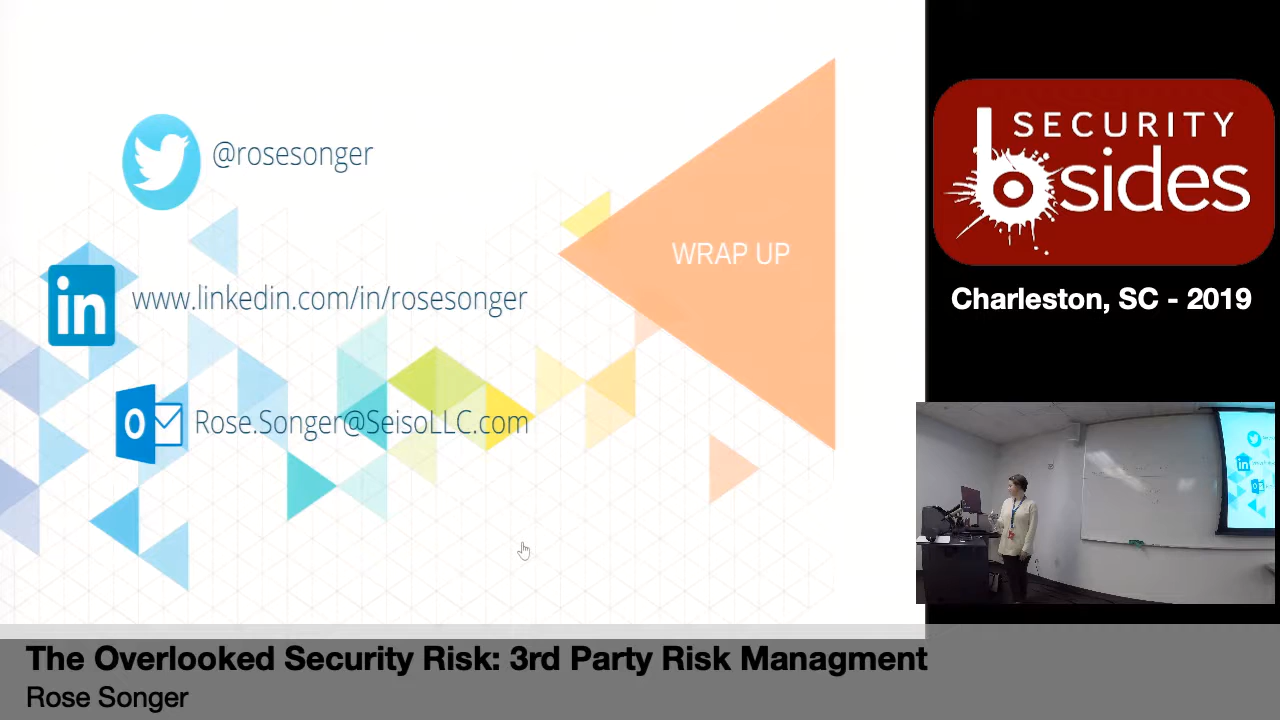 @rosesonger
www.linkedin.com/in/rosesonger
Rose.Songer@SeisoLLC.com
WRAP UP
SECURITY
bsides
Charleston, SC - 2019
The Overlooked Security Risk: 3rd Party Risk Managment
Rose Songer